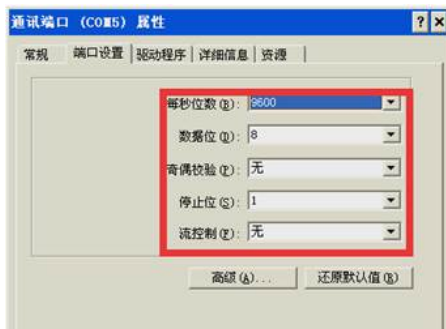 通讯端口 (COM5) 属性
常规 端口设置 驱动程序 详细信息 资源
每秒位数(B): 9600
数据位(D): 8
奇偶校验(P): 无
停止位(S): 1
流控制(F): 无
高级(A)... 还原默认值(R)